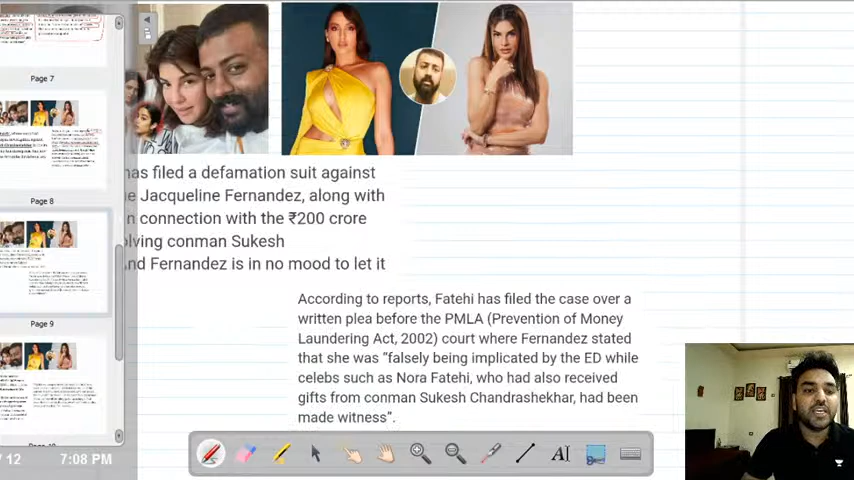 has filed a defamation suit against
e Jacqueline Fernandez, along with
n connection with the ₹200 crore
olving conman Sukesh
And Fernandez is in no mood to let it
According to reports, Fatehi has filed the case over a
written plea before the PMLA (Prevention of Money
Laundering Act, 2002) court where Fernandez stated
that she was “falsely being implicated by the ED while
celebs such as Nora Fatehi, who had also received
gifts from conman Sukesh Chandrashekhar, had been
made witness”.
Page 7
Page 8
Page 9
/ 12
7:08 PM
AI